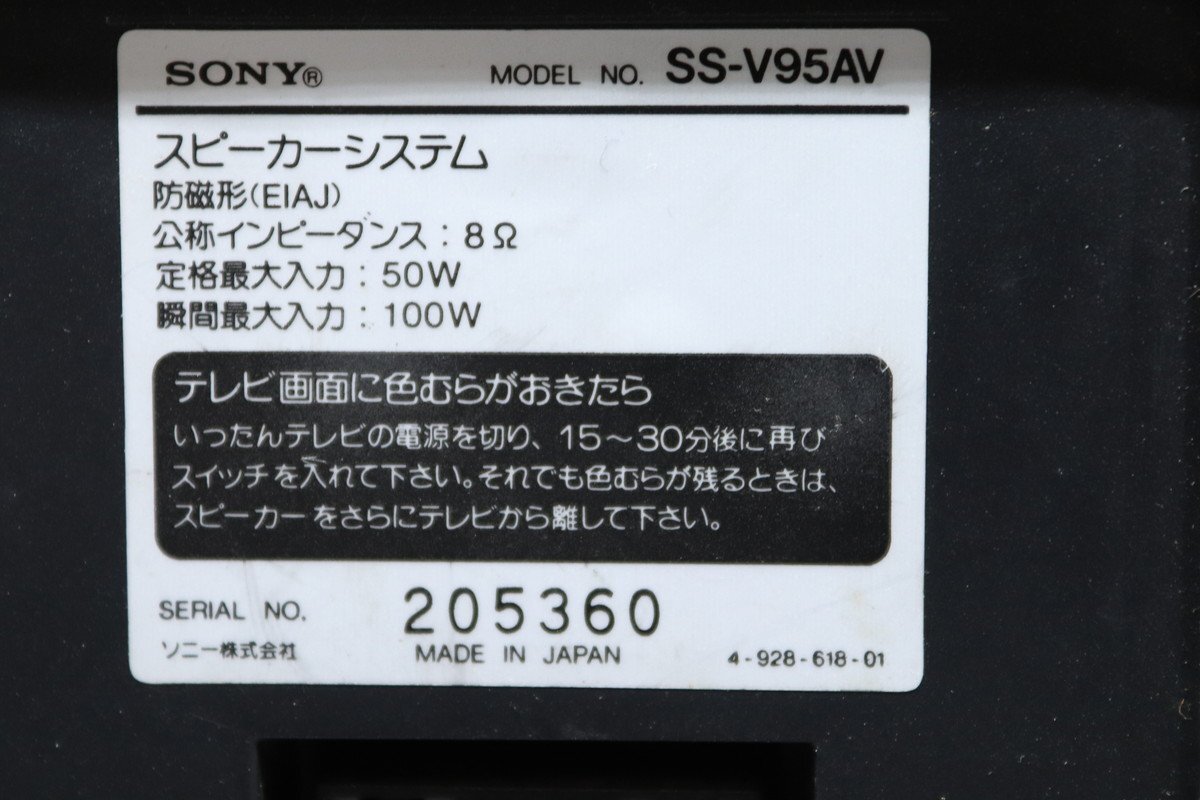 SONY® MODEL NO. SS-V95AV
スピーカーシステム
防磁形(EIAJ)
公称インピーダンス：8Ω
定格最大入力：50W
瞬間最大入力：100W
テレビ画面に色むらがおきたら
いったんテレビの電源を切り、15～30分後に再び
スイッチを入れて下さい。それでも色むらが残るときは、
スピーカーをさらにテレビから離して下さい。
SERIAL NO. 205360
ソニー株式会社 MADE IN JAPAN 4-928-618-01